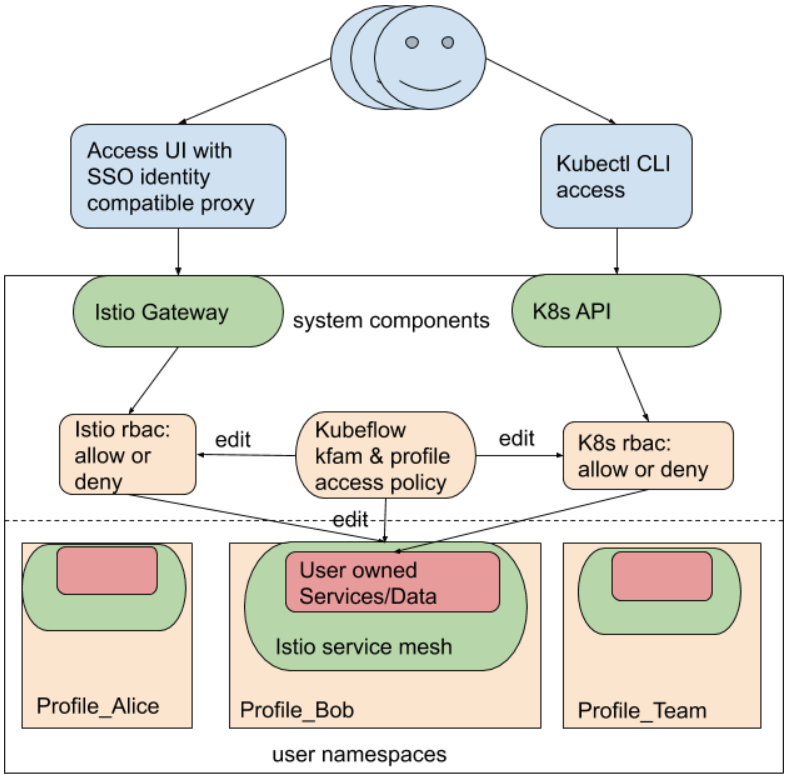 Access UI with
SSO identity
compatible proxy
Kubectl CLI
access
Istio Gateway
system components
K8s API
Istio rbac:
allow or
deny
edit
Kubeflow
kfam & profile
access policy
edit
K8s rbac:
allow or deny
edit
User owned
Services/Data
Istio service mesh
Profile_Alice
Profile_Bob
Profile_Team
user namespaces